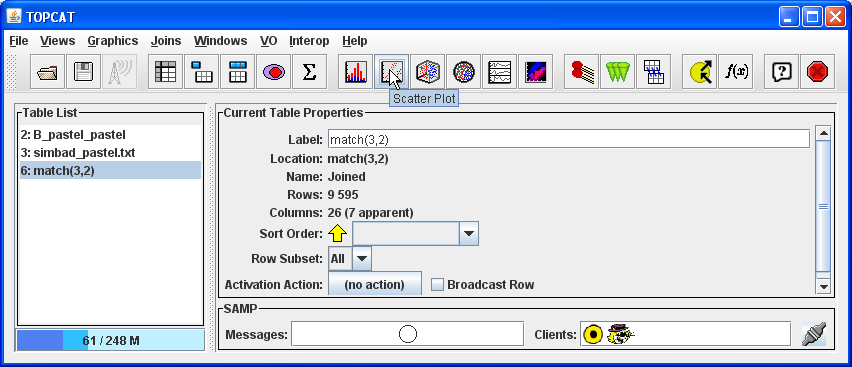 TOPCAT
File Views Graphics Joins Windows VO Interop Help
Σ f(x) ?
Scatter Plot
Table List
2: B_pastel_pastel
3: simbad_pastel.txt
6: match(3,2)
61 / 248 M
Current Table Properties
Label: match(3,2)
Location: match(3,2)
Name: Joined
Rows: 9 595
Columns: 26 (7 apparent)
Sort Order:
Row Subset: All
Activation Action: (no action) Broadcast Row
SAMP
Messages: Clients: